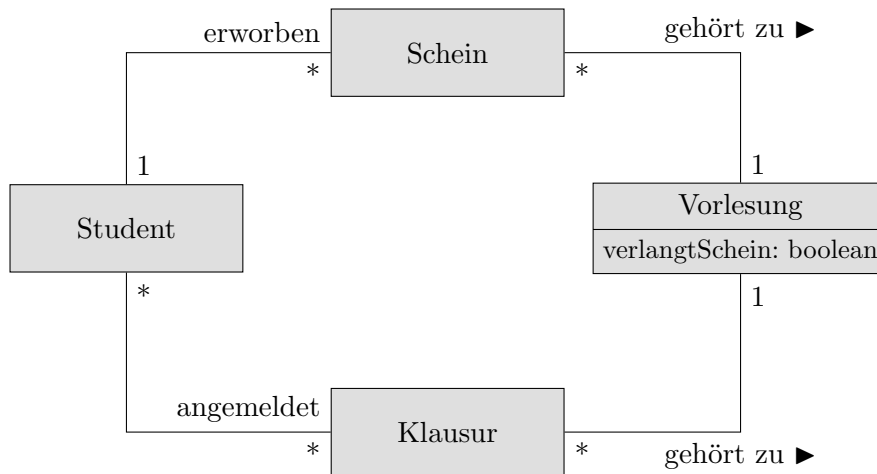 erworben
Schein
gehört zu ►
*
*
1
1
Student
Vorlesung
verlangtSchein: boolean
*
1
angemeldet
Klausur
*
*
gehört zu ►